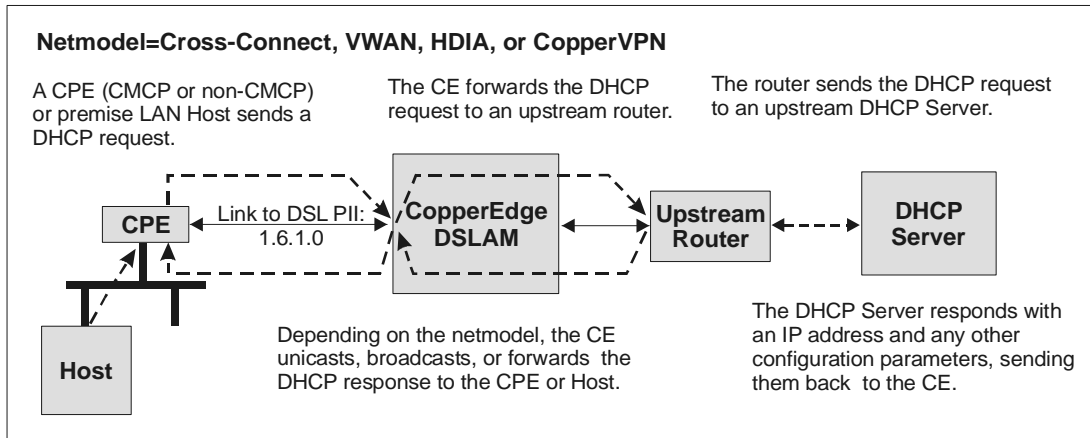 Netmodel=Cross-Connect, VWAN, HDIA, or CopperVPN
A CPE (CMCP or non-CMCP)
or premise LAN Host sends a
DHCP request.
The CE forwards the DHCP
request to an upstream router.
The router sends the DHCP request
to an upstream DHCP Server.
CPE
Link to DSL PII:
1.6.1.0
CopperEdge
DSLAM
Upstream
Router
DHCP
Server
Host
Depending on the netmodel, the CE
unicasts, broadcasts, or forwards the
DHCP response to the CPE or Host.
The DHCP Server responds with
an IP address and any other
configuration parameters, sending
them back to the CE.